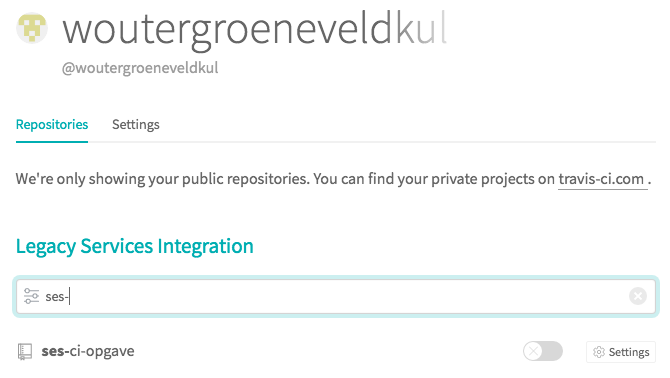 woutergroeneveldkul
@woutergroeneveldkul
Repositories Settings
We're only showing your public repositories. You can find your private projects on travis-ci.com .
Legacy Services Integration
ses-
ses-ci-opgave Settings